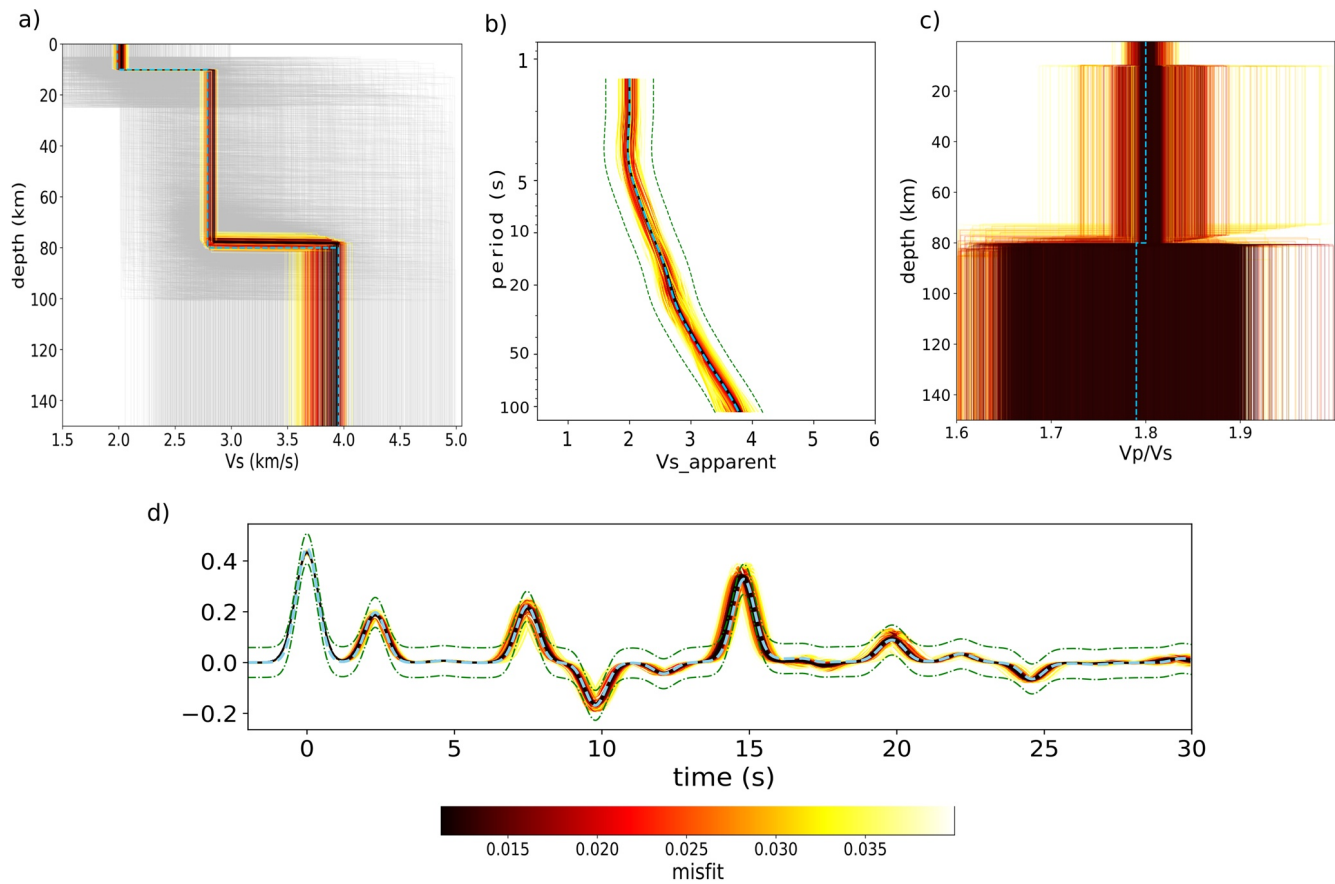 a)
0
20
40
60
80
100
120
140
depth (km)
1.5 2.0 2.5 3.0 3.5 4.0 4.5 5.0
Vs (km/s)
b)
1
5
10
20
50
100
period (s)
1 2 3 4 5 6
Vs_apparent
c)
20
40
60
80
100
120
140
depth (km)
1.6 1.7 1.8 1.9
Vp/Vs
d)
0.4
0.2
0.0
−0.2
0 5 10 15 20 25 30
time (s)
0.015 0.020 0.025 0.030 0.035
misfit